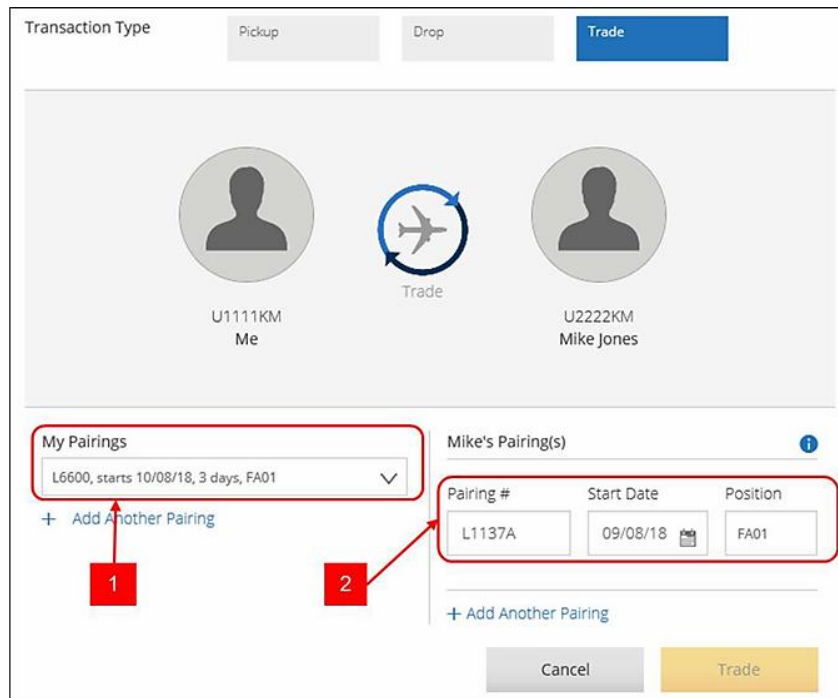 Transaction Type
Pickup
Drop
Trade
Trade
U1111KM
Me
U2222KM
Mike Jones
My Pairings
L6600, starts 10/08/18, 3 days, FA01
+ Add Another Pairing
1
Mike's Pairing(s)
i
Pairing # Start Date Position
L1137A 09/08/18 FA01
2
+ Add Another Pairing
Cancel
Trade